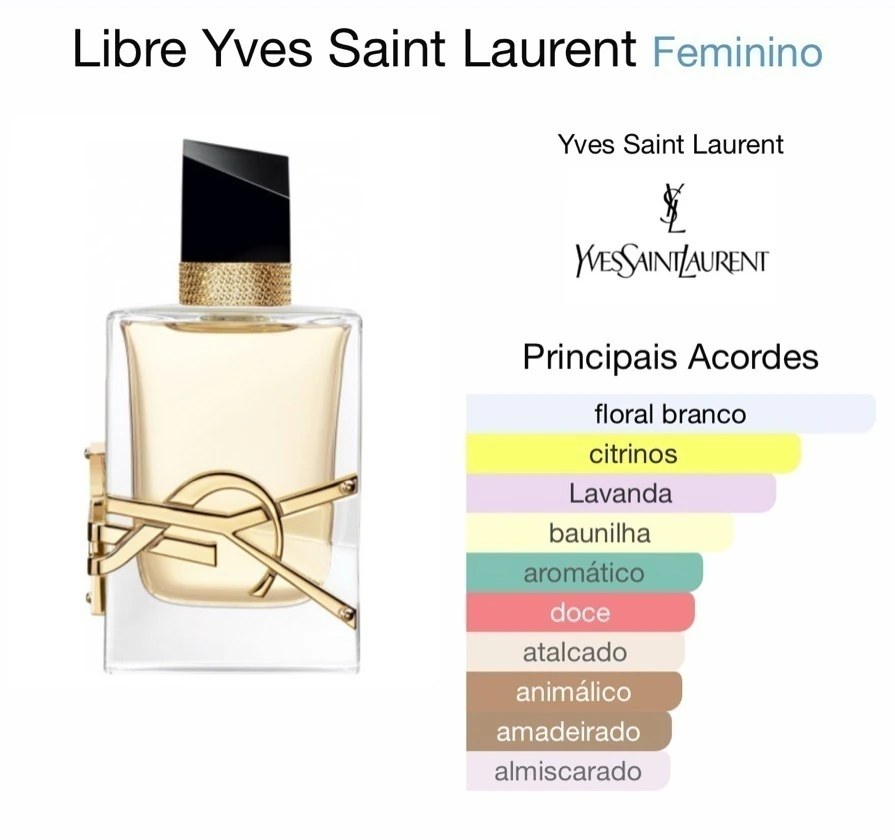 Libre Yves Saint Laurent Feminino
Yves Saint Laurent
YSL
YVESSAINTLAURENT
Principais Acordes
floral branco
citrinos
Lavanda
baunilha
aromático
doce
atalcado
animálico
amadeirado
almiscarado